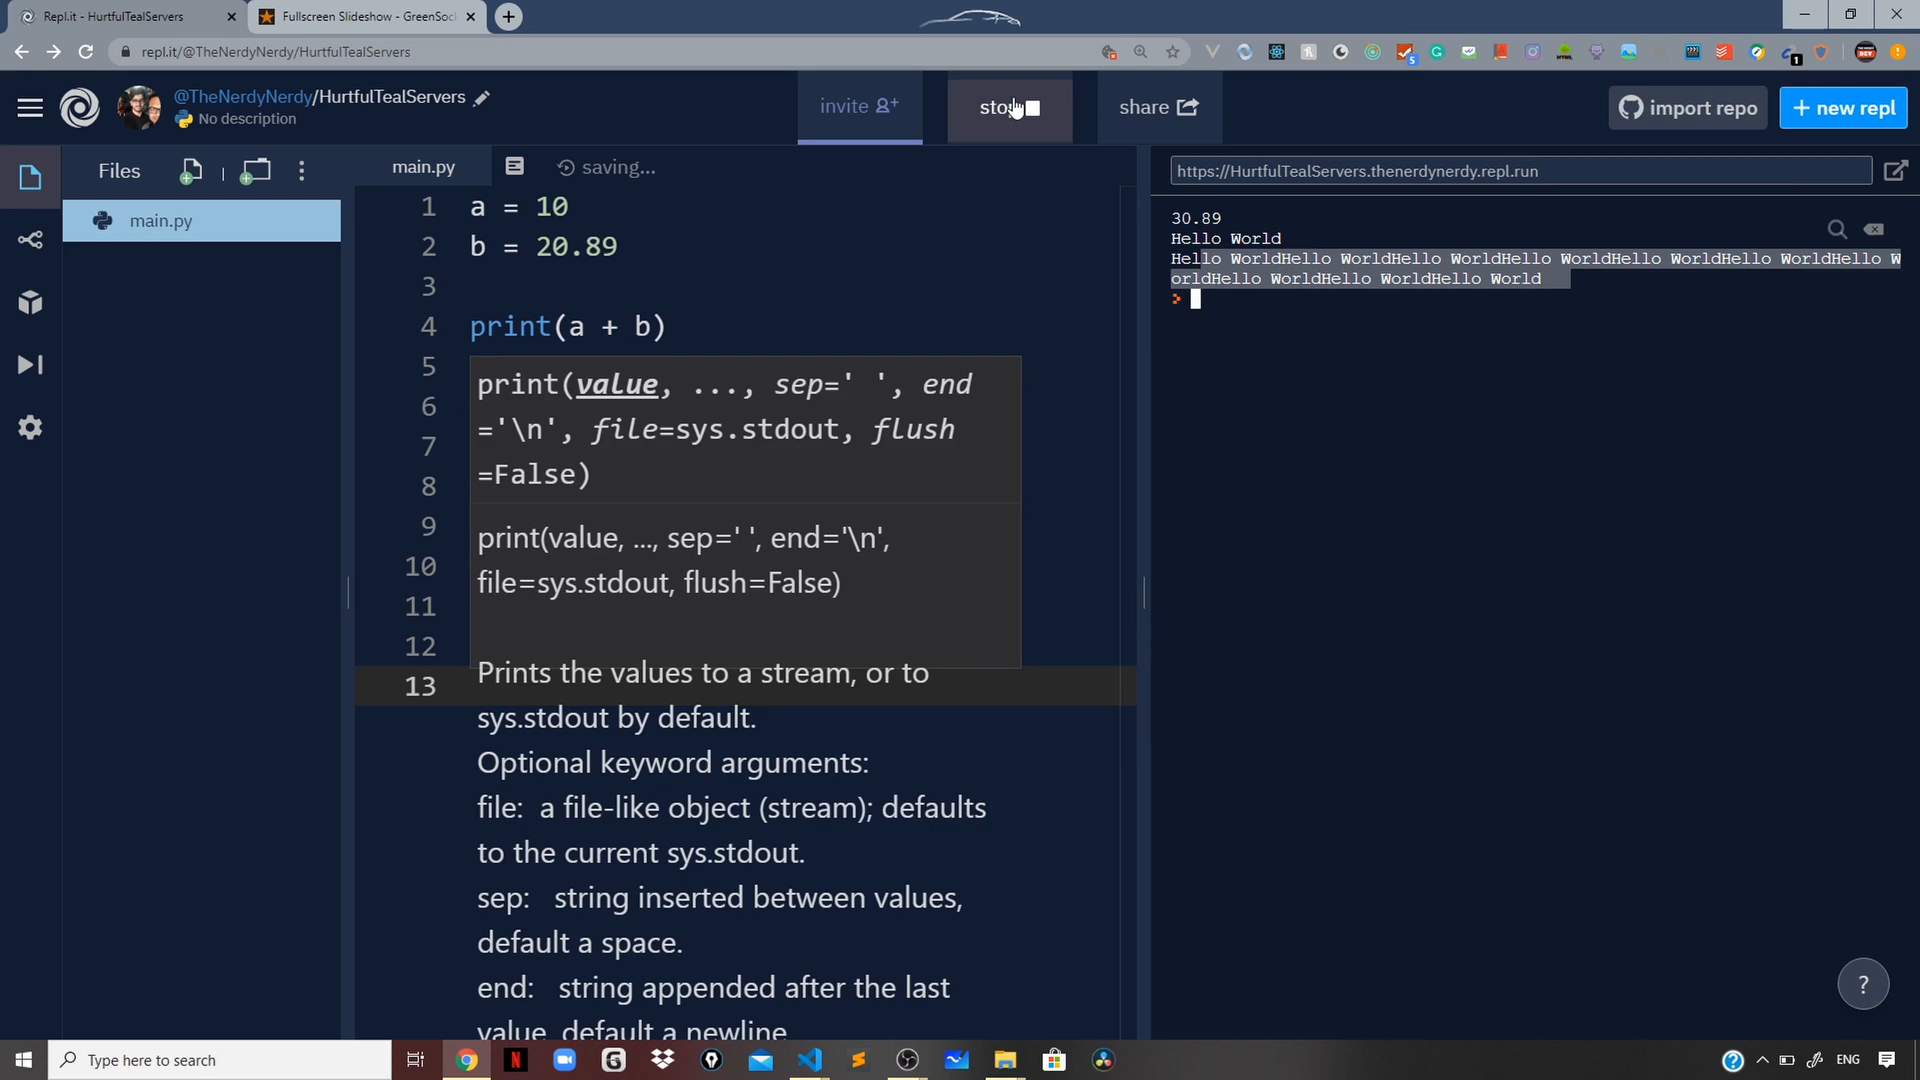 Repl.it - HurtfulTealServers
Fullscreen Slideshow - GreenSoc
repl.it/@TheNerdyNerdy/HurtfulTealServers
5
1
@TheNerdyNerdy/HurtfulTealServers
No description
invite
sto
share
import repo
+ new repl
Files
main.py
saving...
https://HurtfulTealServers.thenerdynerdy.repl.run
main.py
1 a = 10
2 b = 20.89
3
4 print(a + b)
5
6
7
8
9
10
11
12
13
print(value, ..., sep=' ', end
='\n', file=sys.stdout, flush
=False)
print(value, ..., sep=' ', end='\n',
file=sys.stdout, flush=False)
Prints the values to a stream, or to
sys.stdout by default.
Optional keyword arguments:
file: a file-like object (stream); defaults
to the current sys.stdout.
sep: string inserted between values,
default a space.
end: string appended after the last
value, default a newline
30.89
Hello World
Hello WorldHello WorldHello WorldHello WorldHello WorldHello WorldHello W
orldHello WorldHello WorldHello World
>
?
Type here to search
ENG